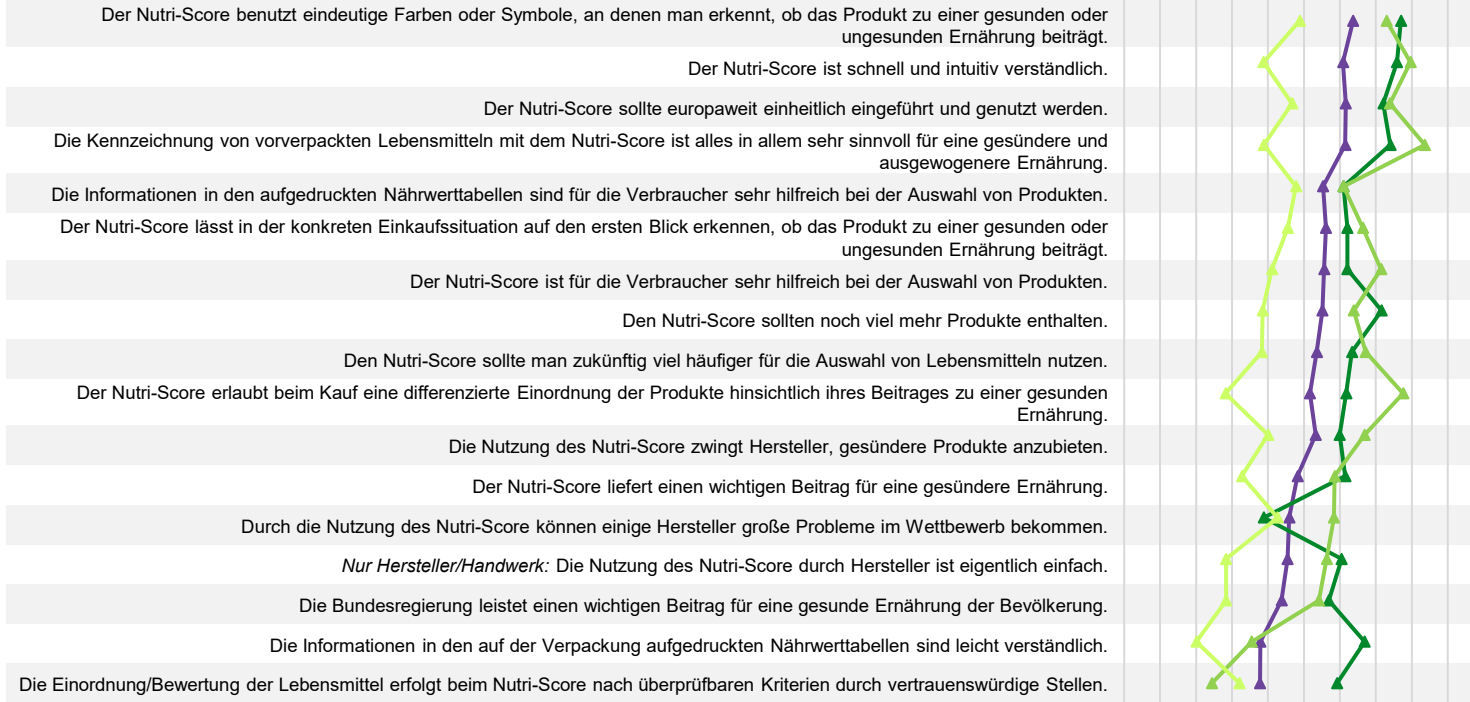 Der Nutri-Score benutzt eindeutige Farben oder Symbole, an denen man erkennt, ob das Produkt zu einer gesunden oder
ungesunden Ernährung beiträgt.
Der Nutri-Score ist schnell und intuitiv verständlich.
Der Nutri-Score sollte europaweit einheitlich eingeführt und genutzt werden.
Die Kennzeichnung von vorverpackten Lebensmitteln mit dem Nutri-Score ist alles in allem sehr sinnvoll für eine gesündere und
ausgewogenere Ernährung.
Die Informationen in den aufgedruckten Nährwerttabellen sind für die Verbraucher sehr hilfreich bei der Auswahl von Produkten.
Der Nutri-Score lässt in der konkreten Einkaufssituation auf den ersten Blick erkennen, ob das Produkt zu einer gesunden oder
ungesunden Ernährung beiträgt.
Der Nutri-Score ist für die Verbraucher sehr hilfreich bei der Auswahl von Produkten.
Den Nutri-Score sollten noch viel mehr Produkte enthalten.
Den Nutri-Score sollte man zukünftig viel häufiger für die Auswahl von Lebensmitteln nutzen.
Der Nutri-Score erlaubt beim Kauf eine differenzierte Einordnung der Produkte hinsichtlich ihres Beitrages zu einer gesunden
Ernährung.
Die Nutzung des Nutri-Score zwingt Hersteller, gesündere Produkte anzubieten.
Der Nutri-Score liefert einen wichtigen Beitrag für eine gesündere Ernährung.
Durch die Nutzung des Nutri-Score können einige Hersteller große Probleme im Wettbewerb bekommen.
Nur Hersteller/Handwerk: Die Nutzung des Nutri-Score durch Hersteller ist eigentlich einfach.
Die Bundesregierung leistet einen wichtigen Beitrag für eine gesunde Ernährung der Bevölkerung.
Die Informationen in den auf der Verpackung aufgedruckten Nährwerttabellen sind leicht verständlich.
Die Einordnung/Bewertung der Lebensmittel erfolgt beim Nutri-Score nach überprüfbaren Kriterien durch vertrauenswürdige Stellen.